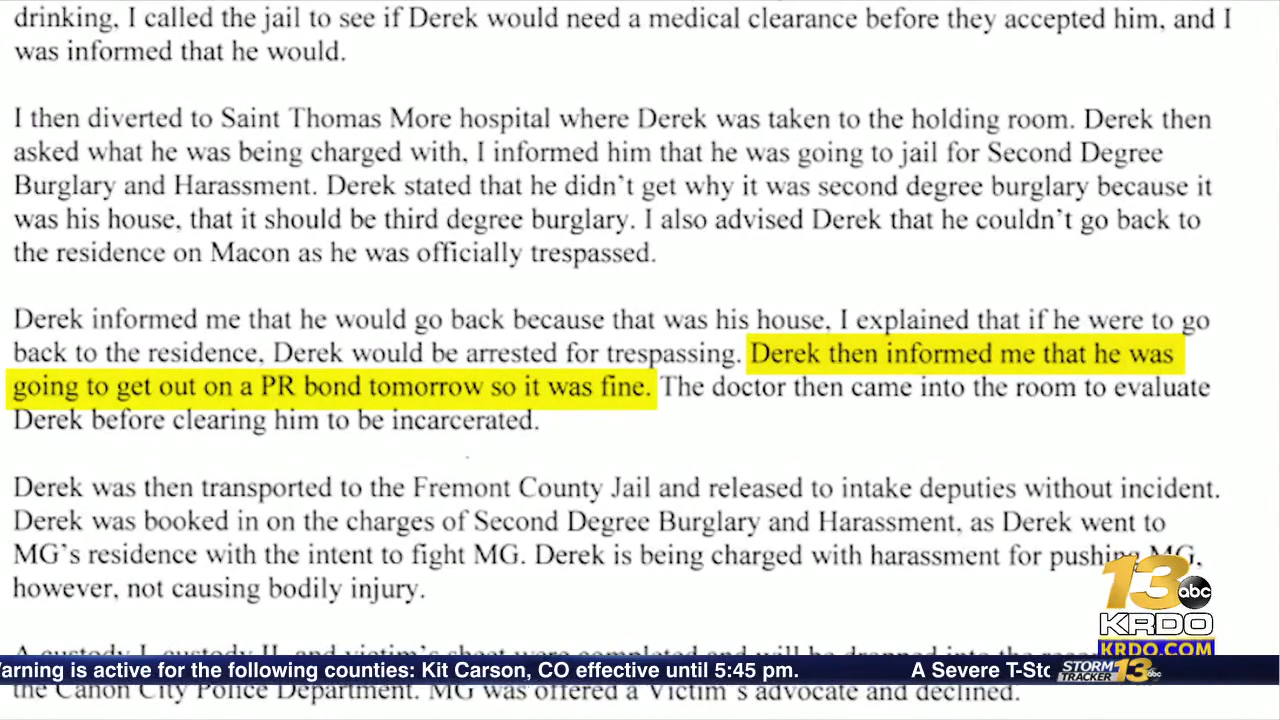 drinking, I called the jail to see if Derek would need a medical clearance before they accepted him, and I
was informed that he would.
I then diverted to Saint Thomas More hospital where Derek was taken to the holding room. Derek then
asked what he was being charged with, I informed him that he was going to jail for Second Degree
Burglary and Harassment. Derek stated that he didn't get why it was second degree burglary because it
was his house, that it should be third degree burglary. I also advised Derek that he couldn't go back to
the residence on Macon as he was officially trespassed.
Derek informed me that he would go back because that was his house, I explained that if he were to go
back to the residence, Derek would be arrested for trespassing. Derek then informed me that he was
going to get out on a PR bond tomorrow so it was fine. The doctor then came into the room to evaluate
Derek before clearing him to be incarcerated.
Derek was then transported to the Fremont County Jail and released to intake deputies without incident.
Derek was booked in on the charges of Second Degree Burglary and Harassment, as Derek went to
MG's residence with the intent to fight MG. Derek is being charged with harassment for pushing MG,
however, not causing bodily injury.
13 abc
KRDO
KRDO.COM
Warning is active for the following counties: Kit Carson, CO effective until 5:45 pm. A Severe T-Sto
STORM TRACKER 13 abc
the Canon City Police Department. MG was offered a Victim's advocate and declined.